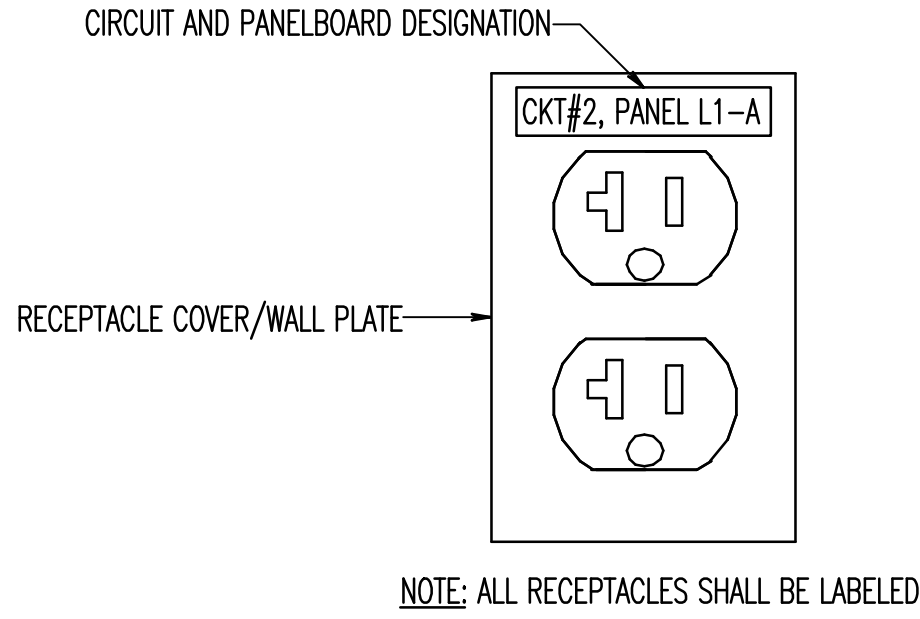 CIRCUIT AND PANELBOARD DESIGNATION
CKT#2, PANEL L1-A
RECEPTACLE COVER/WALL PLATE
NOTE: ALL RECEPTACLES SHALL BE LABELED